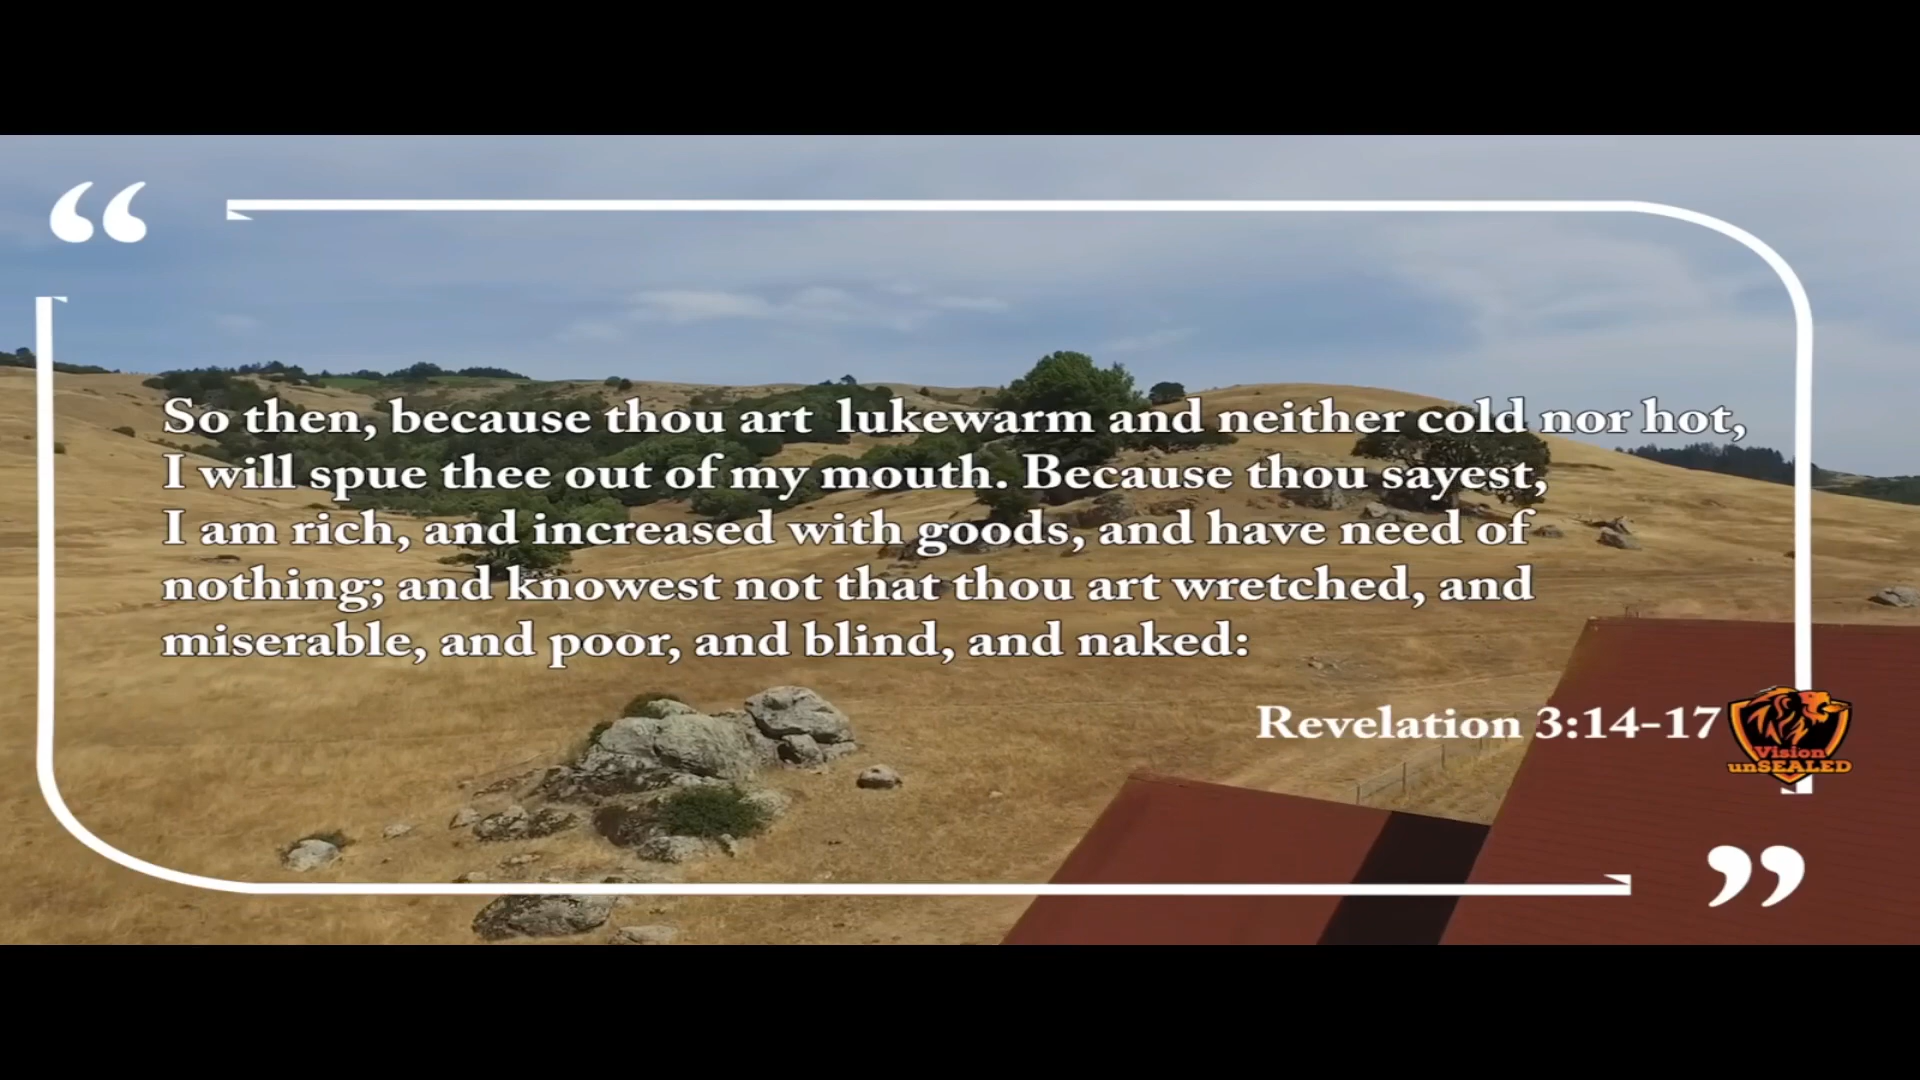 “
So then, because thou art lukewarm and neither cold nor hot,
I will spue thee out of my mouth. Because thou sayest,
I am rich, and increased with goods, and have need of
nothing; and knowest not that thou art wretched, and
miserable, and poor, and blind, and naked:
Revelation 3:14-17
Vision
unSEALED
”